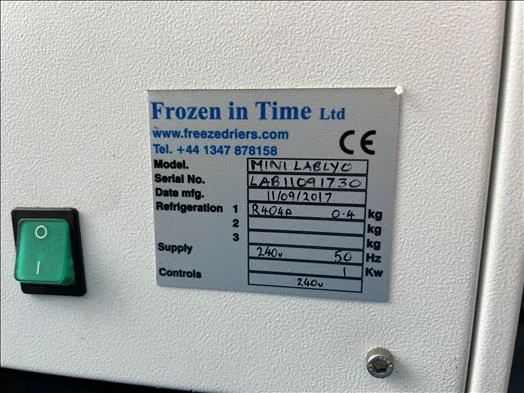 Frozen in Time Ltd
www.freezedriers.com
Tel. +44 1347 878158
CE
Model. MINI LABLYO
Serial No. LAB11091730
Date mfg. 11/09/2017
Refrigeration 1 R404A 0.4 kg
2 kg
3 kg
Supply 240v 50 Hz
1 Kw
Controls 240v
O
I